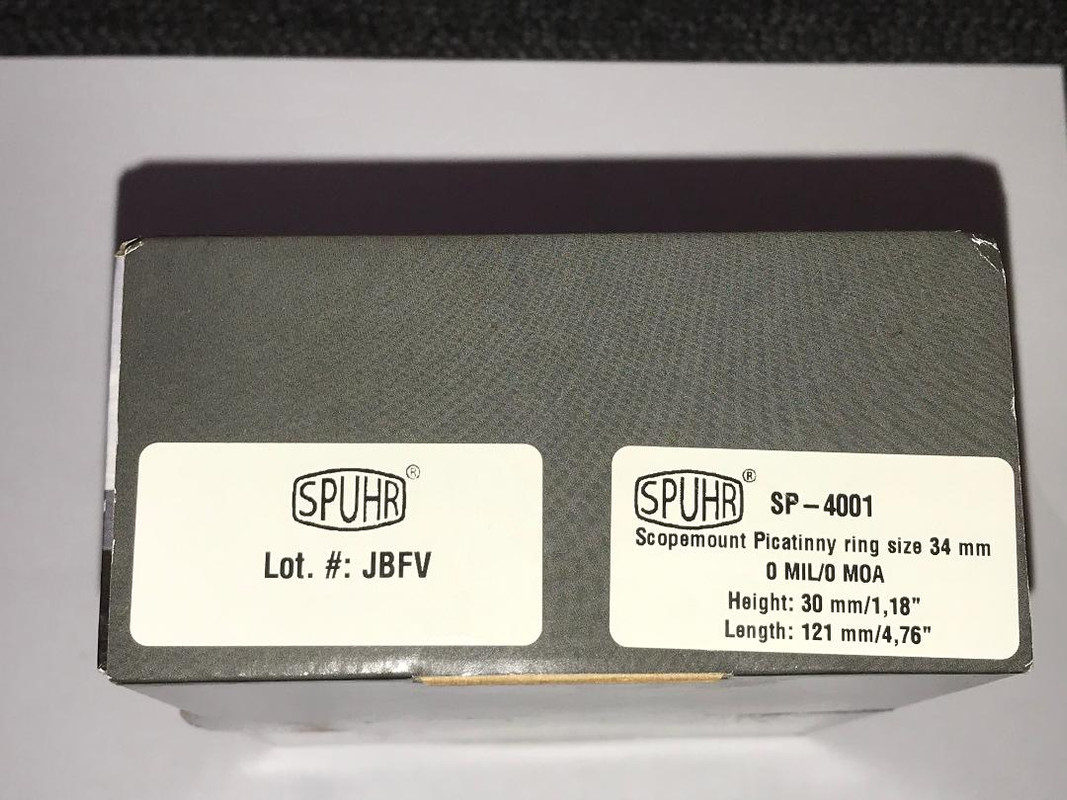 SPUHR®
Lot. #: JBFV
SPUHR® SP-4001
Scopemount Picatinny ring size 34 mm
0 MIL/0 MOA
Height: 30 mm/1,18"
Length: 121 mm/4,76"